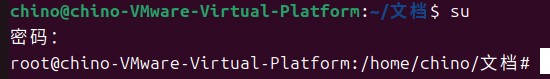 chino@chino-VMware-Virtual-Platform:~/文档$ su
密码：
root@chino-VMware-Virtual-Platform:/home/chino/文档#